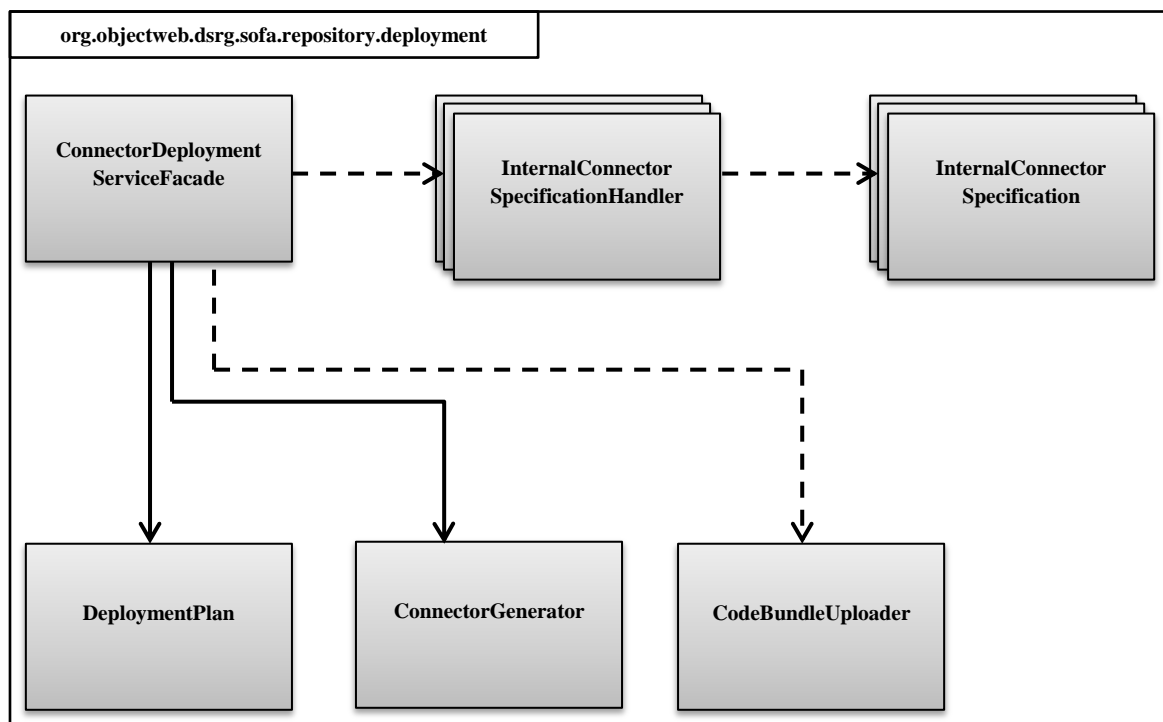 org.objectweb.dsrg.sofa.repository.deployment
ConnectorDeployment
ServiceFacade
InternalConnector
SpecificationHandler
InternalConnector
Specification
DeploymentPlan
ConnectorGenerator
CodeBundleUploader